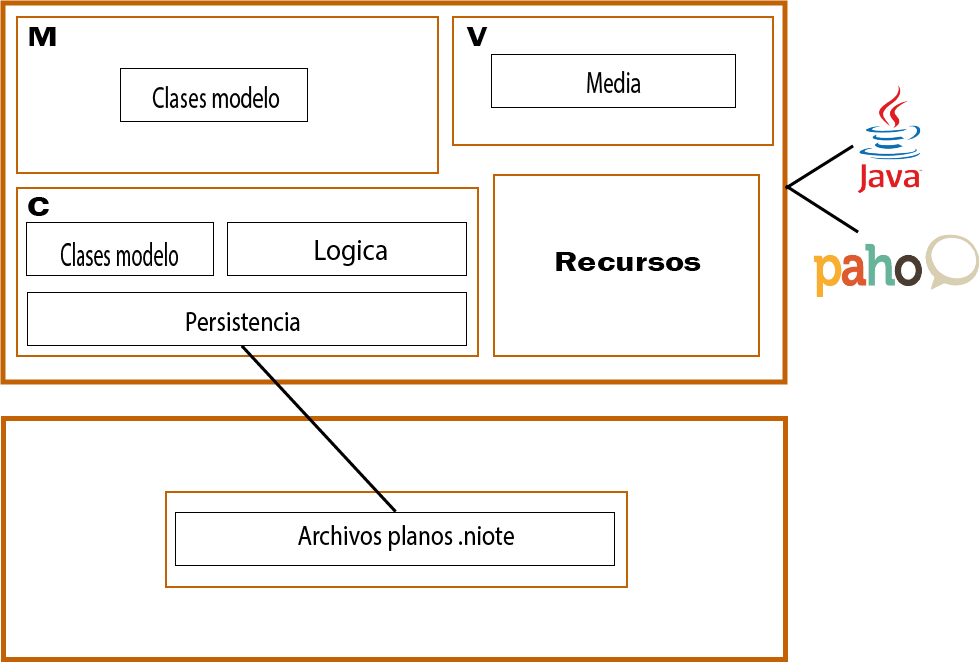 M
Clases modelo
V
Media
C
Clases modelo
Logica
Persistencia
Recursos
Java
paho
Archivos planos .niote